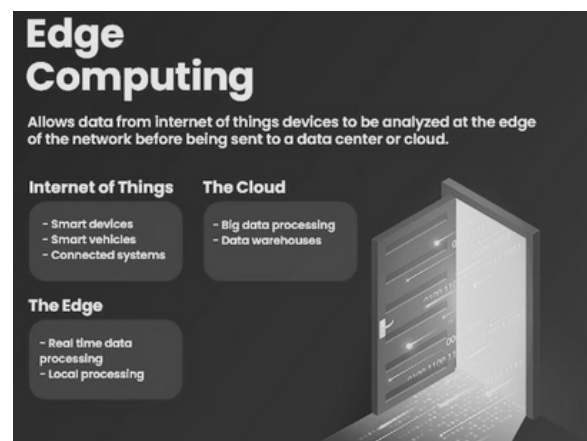 Edge
Computing
Allows data from internet of things devices to be analyzed at the edge
of the network before being sent to a data center or cloud.
Internet of Things
- Smart devices
- Smart vehicles
- Connected systems
The Cloud
- Big data processing
- Data warehouses
The Edge
- Real time data
processing
- Local processing